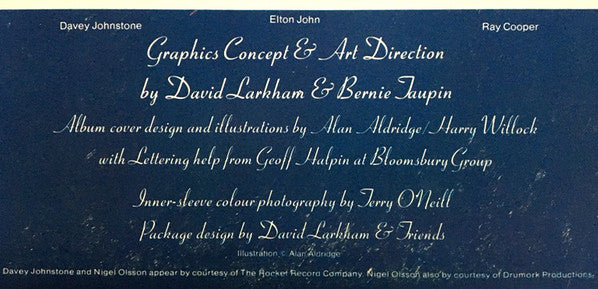 Davey Johnstone Elton John Ray Cooper
Graphics Concept & Art Direction
by David Larkham & Bernie Taupin
Album cover design and illustrations by Alan Aldridge/Harry Willock
with Lettering help from Geoff Halpin at Bloomsbury Group
Inner-sleeve colour photography by Terry O'Neill
Package design by David Larkham & Friends
Illustration © Alan Aldridge
Davey Johnstone and Nigel Olsson appear by courtesy of The Rocket Record Company. Nigel Olsson also by courtesy of Drumork Productions,